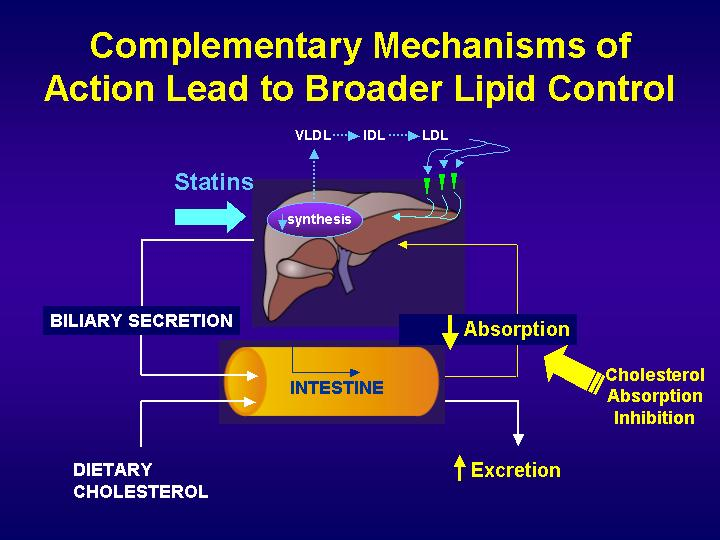 Complementary Mechanisms of
Action Lead to Broader Lipid Control
VLDL IDL LDL
Statins
synthesis
BILIARY SECRETION
Absorption
INTESTINE
Cholesterol
Absorption
Inhibition
DIETARY
CHOLESTEROL
Excretion